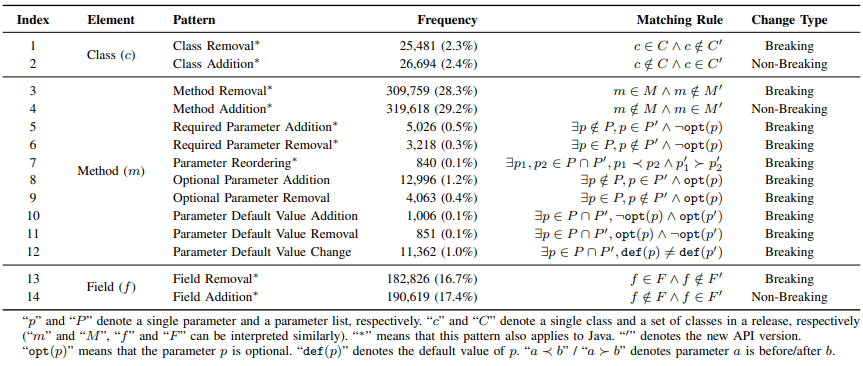 Index Element Pattern Frequency Matching Rule Change Type
1 Class (c) Class Removal* 25,481 (2.3%) c ∈ C ∧ c ∉ C′ Breaking
2 Class Addition* 26,694 (2.4%) c ∉ C ∧ c ∈ C′ Non-Breaking
3 Method (m) Method Removal* 309,759 (28.3%) m ∈ M ∧ m ∉ M′ Breaking
4 Method Addition* 319,618 (29.2%) m ∉ M ∧ m ∈ M′ Non-Breaking
5 Required Parameter Addition* 5,026 (0.5%) ∃p ∉ P, p ∈ P′ ∧ ¬opt(p) Breaking
6 Required Parameter Removal* 3,218 (0.3%) ∃p ∈ P, p ∉ P′ ∧ ¬opt(p) Breaking
7 Parameter Reordering* 840 (0.1%) ∃p₁, p₂ ∈ P ∩ P′, p₁ ≺ p₂ ∧ p′₁ ≻ p′₂ Breaking
8 Optional Parameter Addition 12,996 (1.2%) ∃p ∉ P, p ∈ P′ ∧ opt(p) Breaking
9 Optional Parameter Removal 4,063 (0.4%) ∃p ∈ P, p ∉ P′ ∧ opt(p) Breaking
10 Parameter Default Value Addition 1,006 (0.1%) ∃p ∈ P ∩ P′, ¬opt(p) ∧ opt(p′) Breaking
11 Parameter Default Value Removal 851 (0.1%) ∃p ∈ P ∩ P′, opt(p) ∧ ¬opt(p′) Breaking
12 Parameter Default Value Change 11,362 (1.0%) ∃p ∈ P ∩ P′, def(p) ≠ def(p′) Breaking
13 Field (f) Field Removal* 182,826 (16.7%) f ∈ F ∧ f ∉ F′ Breaking
14 Field Addition* 190,619 (17.4%) f ∉ F ∧ f ∈ F′ Non-Breaking
“p” and “P” denote a single parameter and a parameter list, respectively. “c” and “C” denote a single class and a set of classes in a release, respectively
(“m” and “M”, “f” and “F” can be interpreted similarly). “*” means that this pattern also applies to Java. “′” denotes the new API version.
“opt(p)” means that the parameter p is optional. “def(p)” denotes the default value of p. “a ≺ b” / “a ≻ b” denotes parameter a is before/after b.